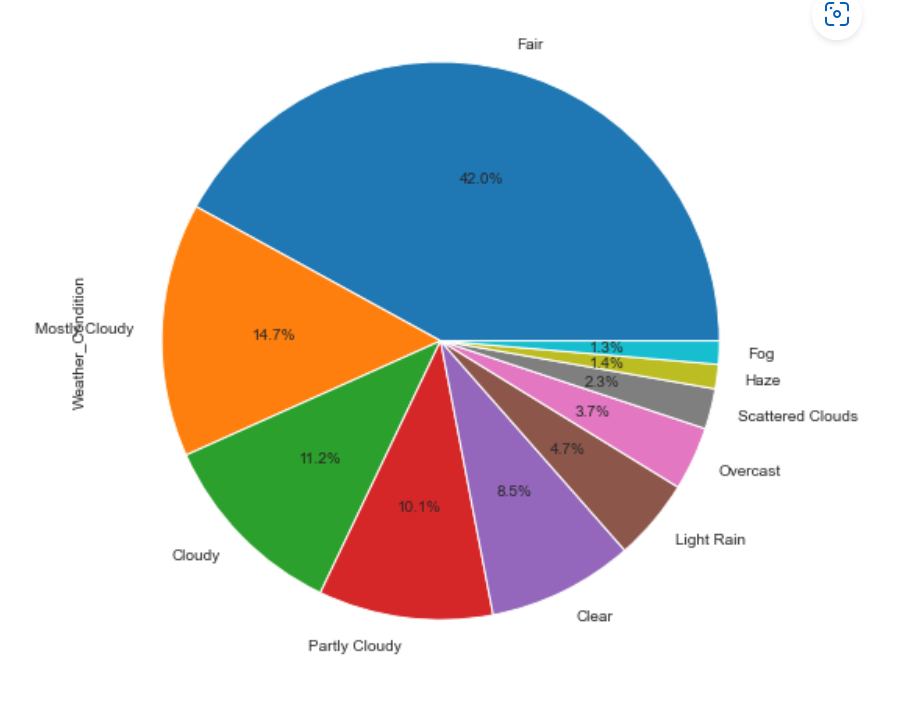 Fair
42.0%
Weather_Condition
Mostly Cloudy
14.7%
1.3%
Fog
1.4%
Haze
2.3%
Scattered Clouds
3.7%
Overcast
4.7%
Light Rain
11.2%
Cloudy
10.1%
Partly Cloudy
8.5%
Clear